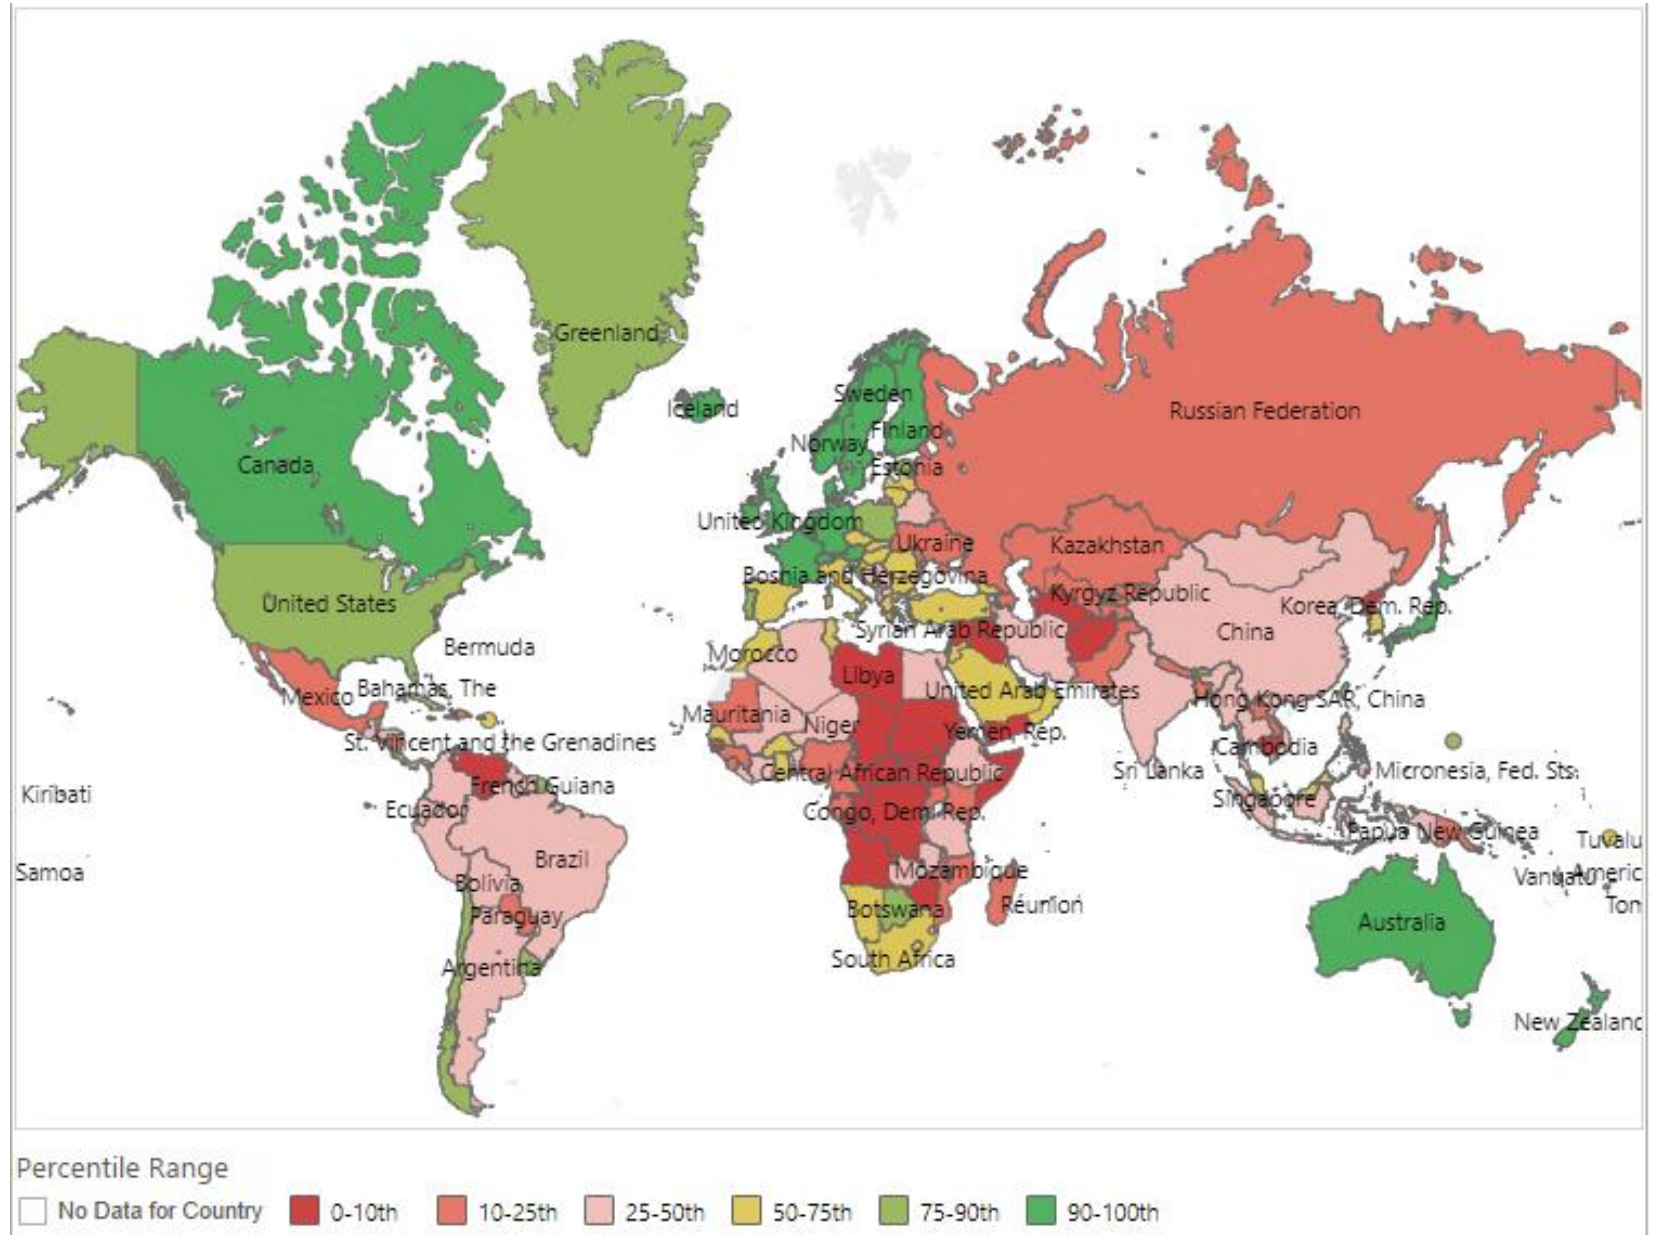 Greenland
Iceland
Sweden
Russian Federation
Norway
Finland
Canada
Estonia
United Kingdom
Ukraine
Kazakhstan
Bosnia and Herzegovina
United States
Kyrgyz Republic
Korea, Dem. Rep.
Syrian Arab Republic
China
Bermuda
Morocco
Libya
Mexico
Bahamas, The
United Arab Emirates
Hong Kong SAR, China
Mauritania
Niger
Yemen, Rep.
St. Vincent and the Grenadines
Cambodia
Central African Republic
Sri Lanka
Micronesia, Fed. Sts.
French Guiana
Kiribati
Ecuador
Congo, Dem. Rep.
Singapore
Papua New Guinea
Tuvalu
Brazil
Samoa
Bolivia
Mozambique
Vanuatu
Americ
Réunion
Ton
Paraguay
Botswana
Australia
Argentina
South Africa
New Zealand
Percentile Range
No Data for Country 0-10th 10-25th 25-50th 50-75th 75-90th 90-100th